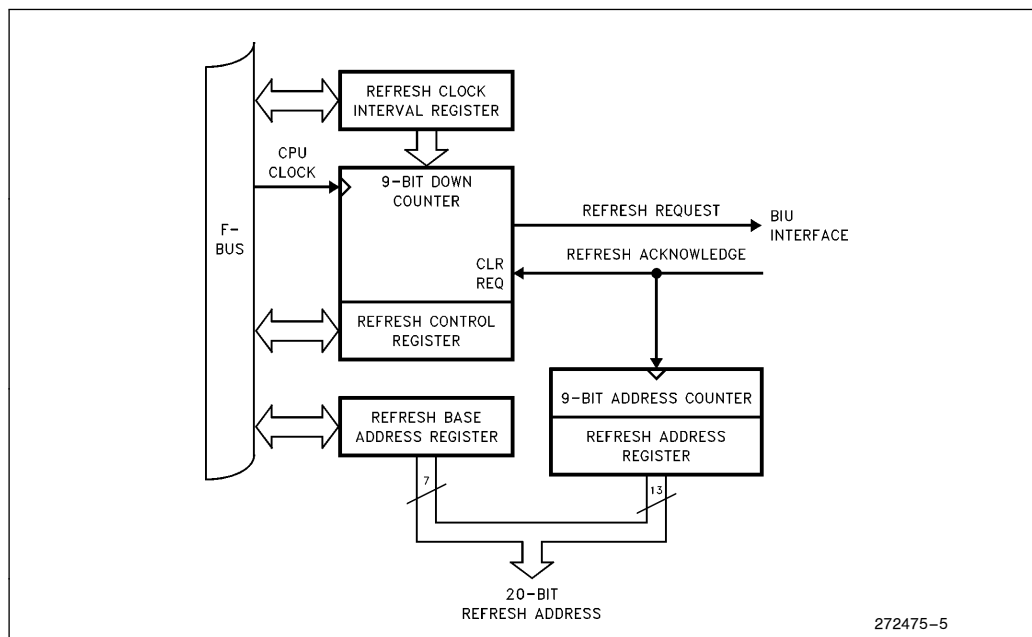 REFRESH CLOCK
INTERVAL REGISTER
CPU
CLOCK
9-BIT DOWN
COUNTER
REFRESH REQUEST
BIU
INTERFACE
F-
BUS
REFRESH ACKNOWLEDGE
CLR
REQ
REFRESH CONTROL
REGISTER
9-BIT ADDRESS COUNTER
REFRESH BASE
ADDRESS REGISTER
REFRESH ADDRESS
REGISTER
7
13
20-BIT
REFRESH ADDRESS
272475-5